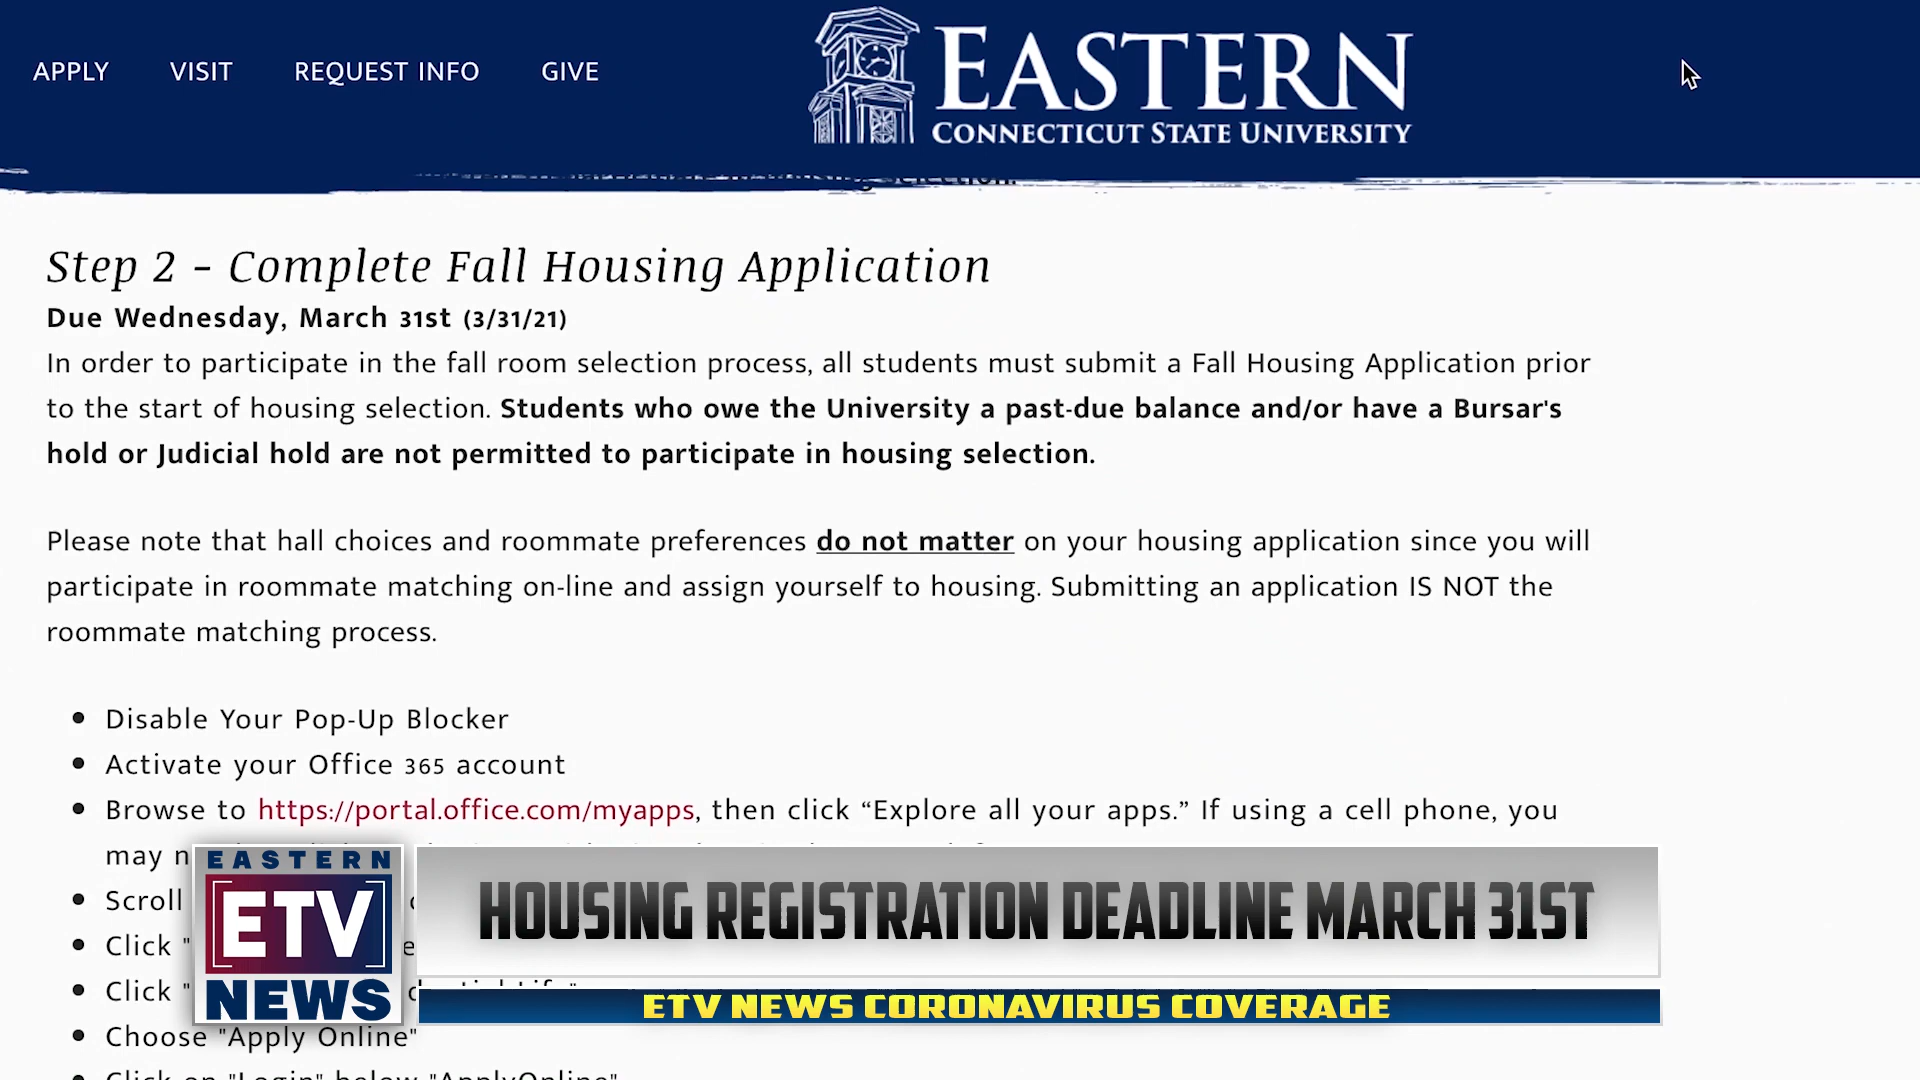 APPLY VISIT REQUEST INFO GIVE
EASTERN
CONNECTICUT STATE UNIVERSITY
Step 2 – Complete Fall Housing Application
Due Wednesday, March 31st (3/31/21)
In order to participate in the fall room selection process, all students must submit a Fall Housing Application prior
to the start of housing selection. Students who owe the University a past-due balance and/or have a Bursar's
hold or Judicial hold are not permitted to participate in housing selection.
Please note that hall choices and roommate preferences do not matter on your housing application since you will
participate in roommate matching on-line and assign yourself to housing. Submitting an application IS NOT the
roommate matching process.
Disable Your Pop-Up Blocker
Activate your Office 365 account
Browse to https://portal.office.com/myapps, then click “Explore all your apps.” If using a cell phone, you
may
Scroll
Click "
Click "
Choose "Apply Online"
Click on "Login" below "ApplyOnline"
EASTERN
ETV
NEWS
HOUSING REGISTRATION DEADLINE MARCH 31ST
ETV NEWS CORONAVIRUS COVERAGE